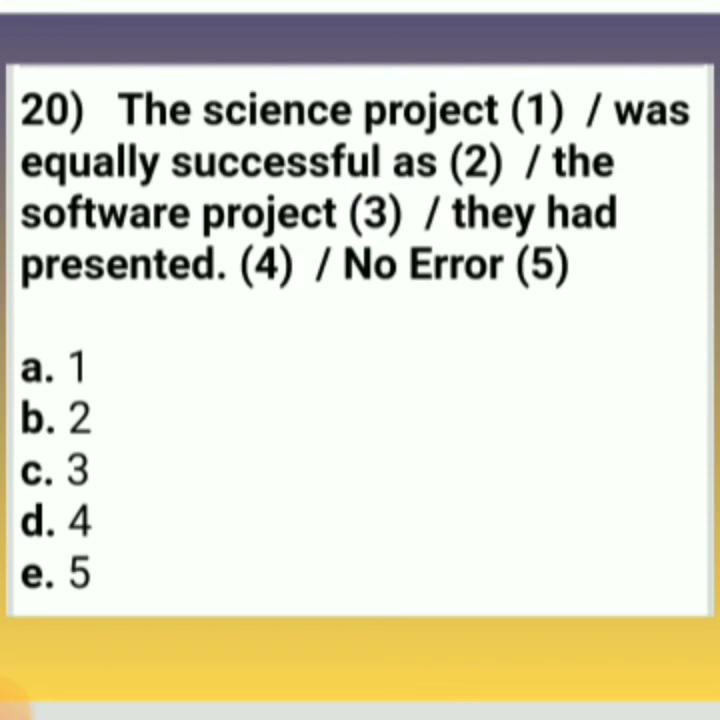 20) The science project (1) / was
equally successful as (2) / the
software project (3) / they had
presented. (4) / No Error (5)
a. 1
b. 2
c. 3
d. 4
e. 5